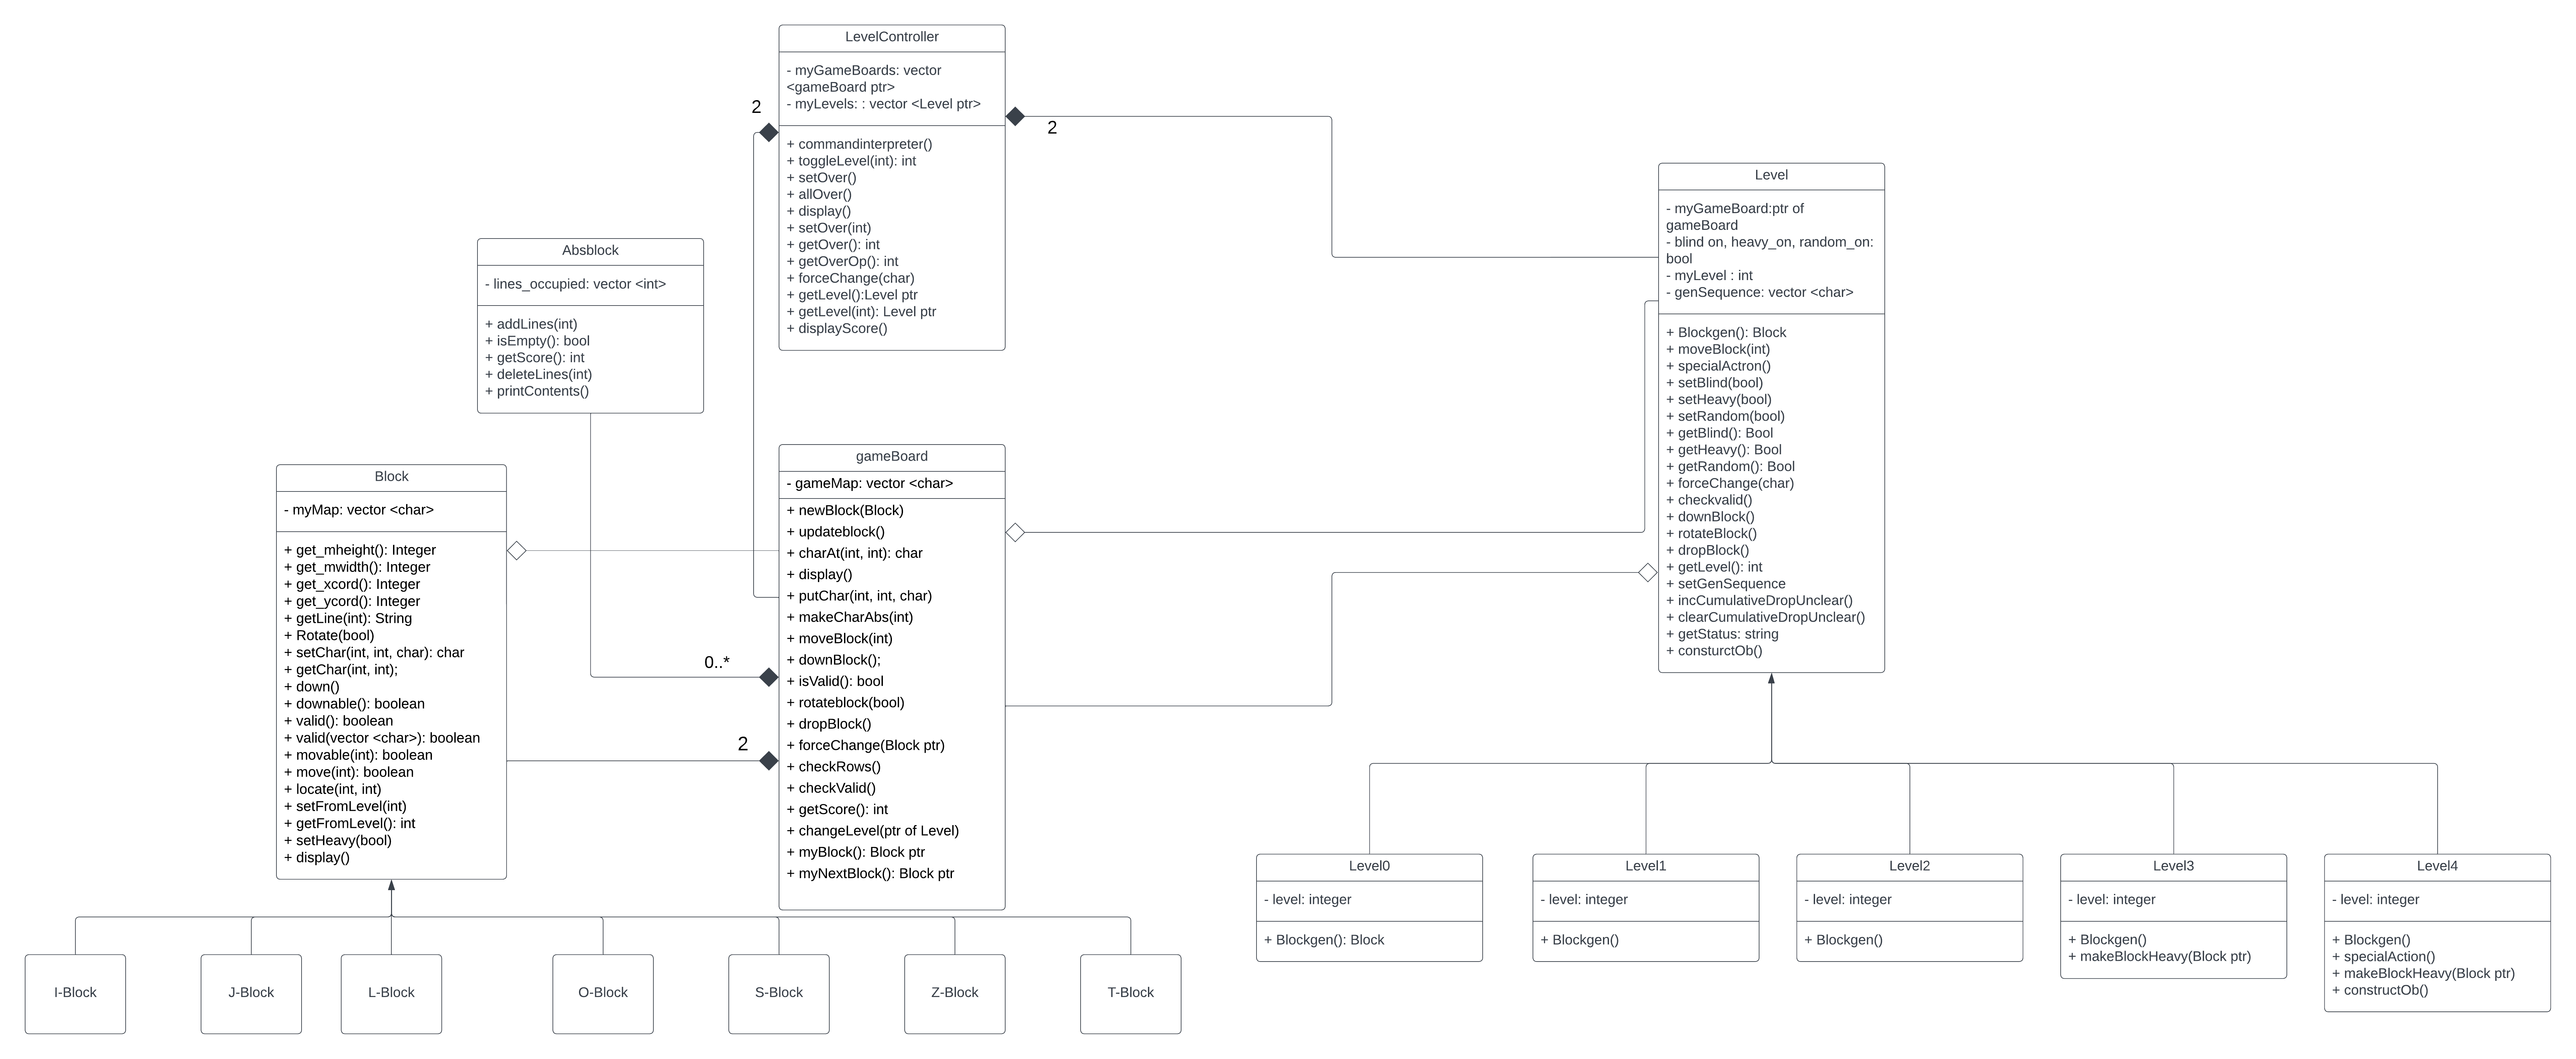 LevelController
- myGameBoards: vector
<gameBoard ptr>
- myLevels: : vector <Level ptr>
+ commandinterpreter()
+ toggleLevel(int): int
+ setOver()
+ allOver()
+ display()
+ setOver(int)
+ getOver(): int
+ getOverOp(): int
+ forceChange(char)
+ getLevel():Level ptr
+ getLevel(int): Level ptr
+ displayScore()
2
2
Level
- myGameBoard:ptr of
gameBoard
- blind on, heavy_on, random_on:
bool
- myLevel : int
- genSequence: vector <char>
+ Blockgen(): Block
+ moveBlock(int)
+ specialActron()
+ setBlind(bool)
+ setHeavy(bool)
+ setRandom(bool)
+ getBlind(): Bool
+ getHeavy(): Bool
+ getRandom(): Bool
+ forceChange(char)
+ checkvalid()
+ downBlock()
+ rotateBlock()
+ dropBlock()
+ getLevel(): int
+ setGenSequence
+ incCumulativeDropUnclear()
+ clearCumulativeDropUnclear()
+ getStatus: string
+ consturctOb()
Absblock
- lines_occupied: vector <int>
+ addLines(int)
+ isEmpty(): bool
+ getScore(): int
+ deleteLines(int)
+ printContents()
Block
- myMap: vector <char>
+ get_mheight(): Integer
+ get_mwidth(): Integer
+ get_xcord(): Integer
+ get_ycord(): Integer
+ getLine(int): String
+ Rotate(bool)
+ setChar(int, int, char): char
+ getChar(int, int);
+ down()
+ downable(): boolean
+ valid(): boolean
+ valid(vector <char>): boolean
+ movable(int): boolean
+ move(int): boolean
+ locate(int, int)
+ setFromLevel(int)
+ getFromLevel(): int
+ setHeavy(bool)
+ display()
0..*
2
gameBoard
- gameMap: vector <char>
+ newBlock(Block)
+ updateblock()
+ charAt(int, int): char
+ display()
+ putChar(int, int, char)
+ makeCharAbs(int)
+ moveBlock(int)
+ downBlock();
+ isValid(): bool
+ rotateblock(bool)
+ dropBlock()
+ forceChange(Block ptr)
+ checkRows()
+ checkValid()
+ getScore(): int
+ changeLevel(ptr of Level)
+ myBlock(): Block ptr
+ myNextBlock(): Block ptr
Level0
- level: integer
+ Blockgen(): Block
Level1
- level: integer
+ Blockgen()
Level2
- level: integer
+ Blockgen()
Level3
- level: integer
+ Blockgen()
+ makeBlockHeavy(Block ptr)
Level4
- level: integer
+ Blockgen()
+ specialAction()
+ makeBlockHeavy(Block ptr)
+ constructOb()
I-Block
J-Block
L-Block
O-Block
S-Block
Z-Block
T-Block